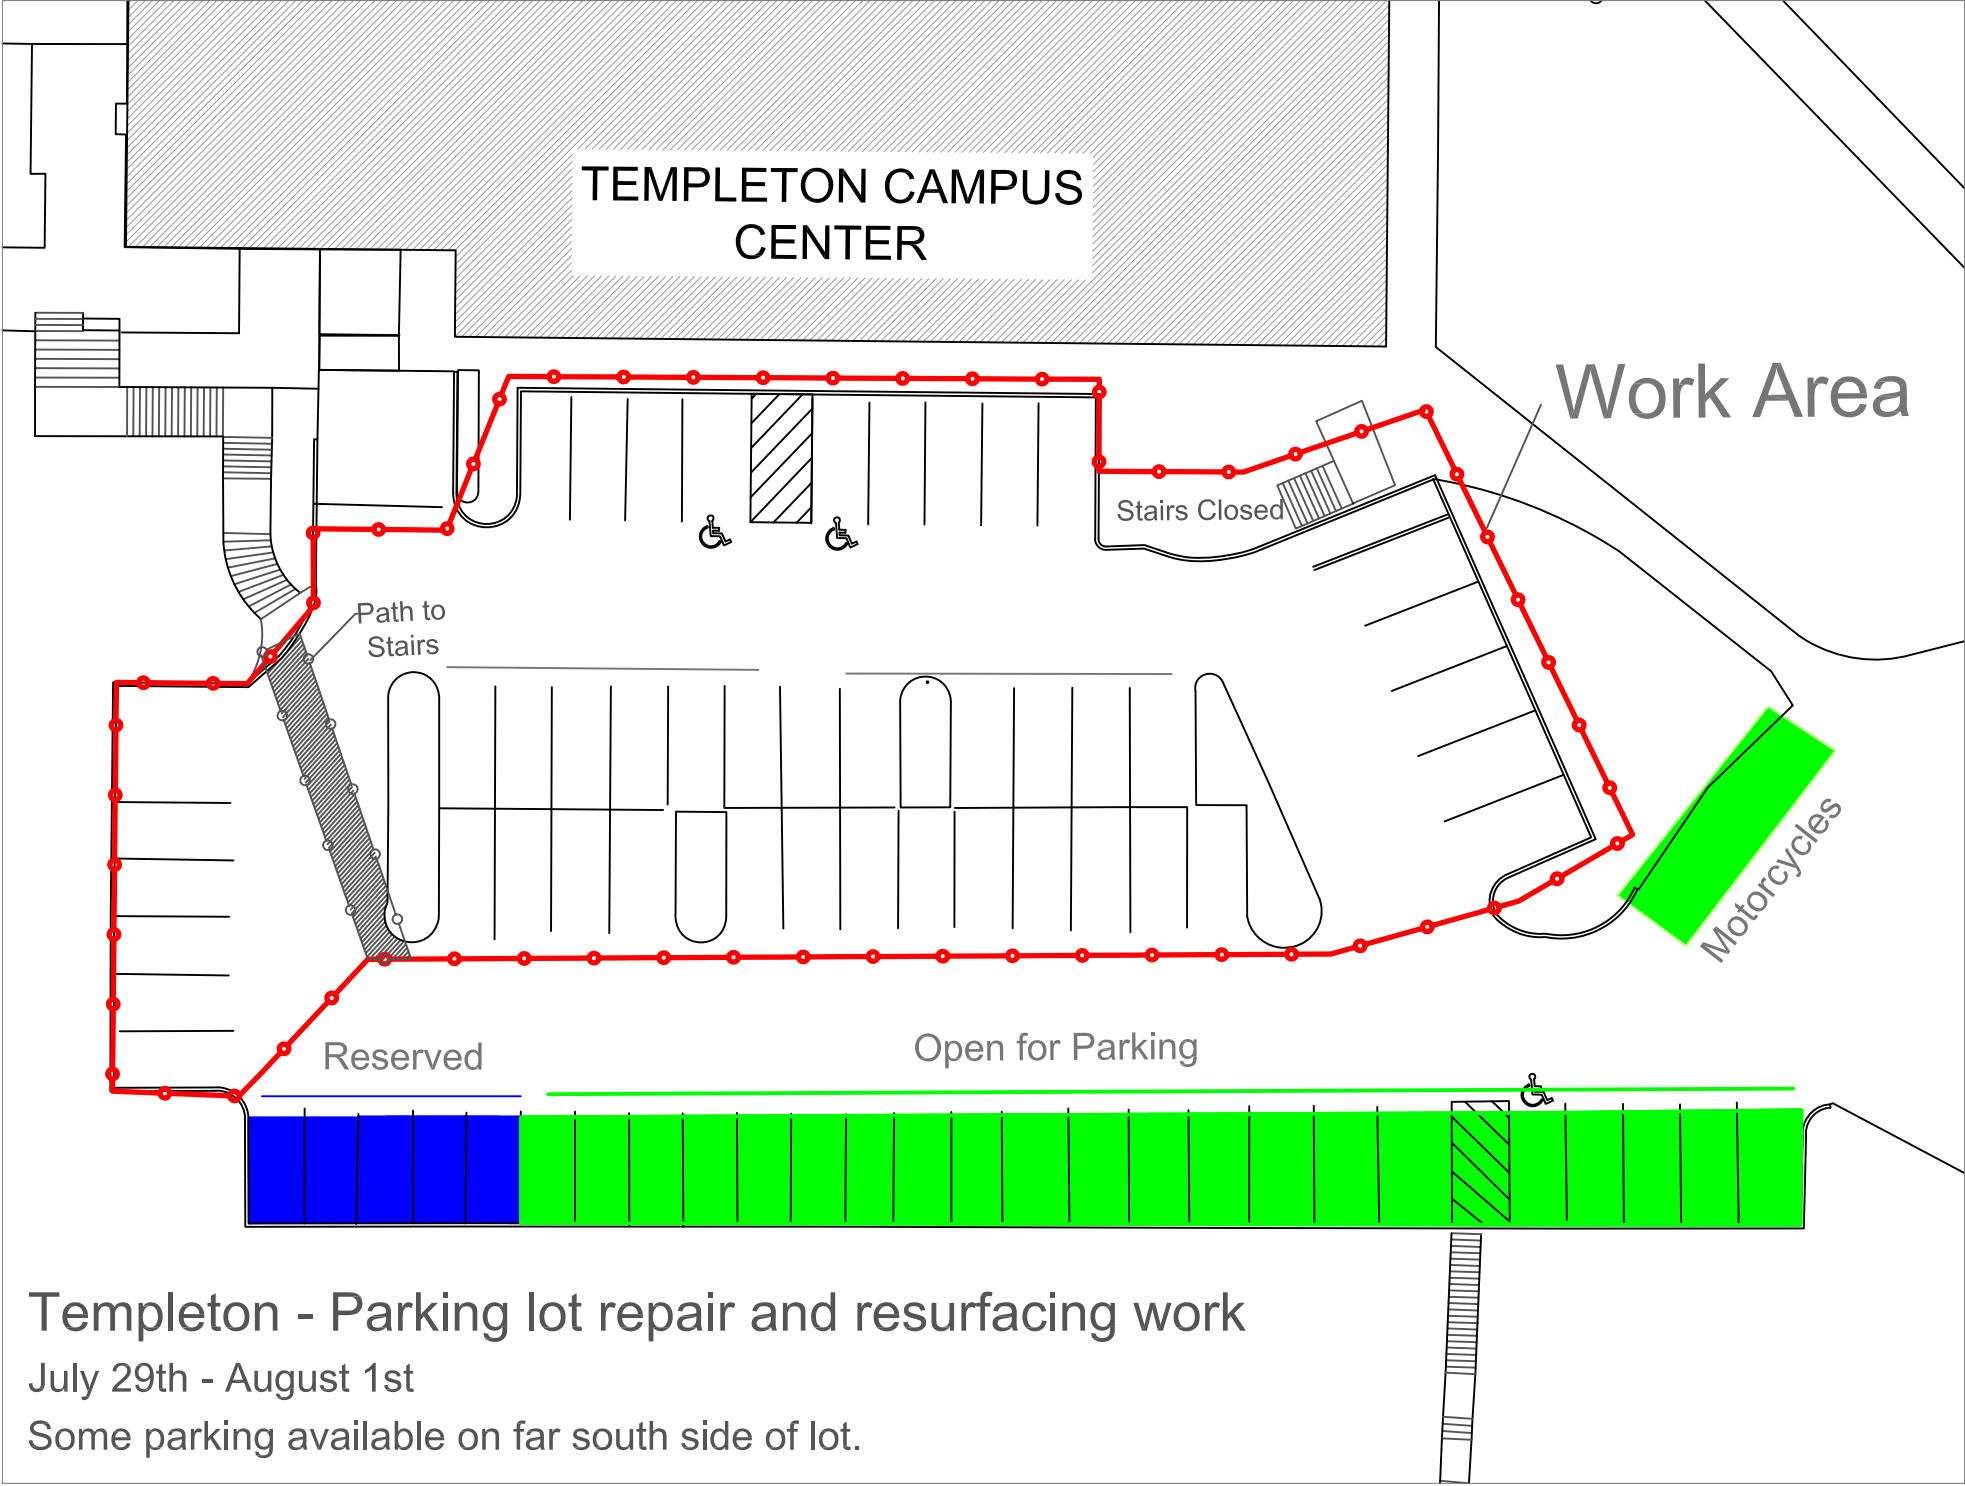 TEMPLETON CAMPUS
CENTER
Work Area
Stairs Closed
Path to
Stairs
Motorcycles
Reserved
Open for Parking
Templeton - Parking lot repair and resurfacing work
July 29th - August 1st
Some parking available on far south side of lot.